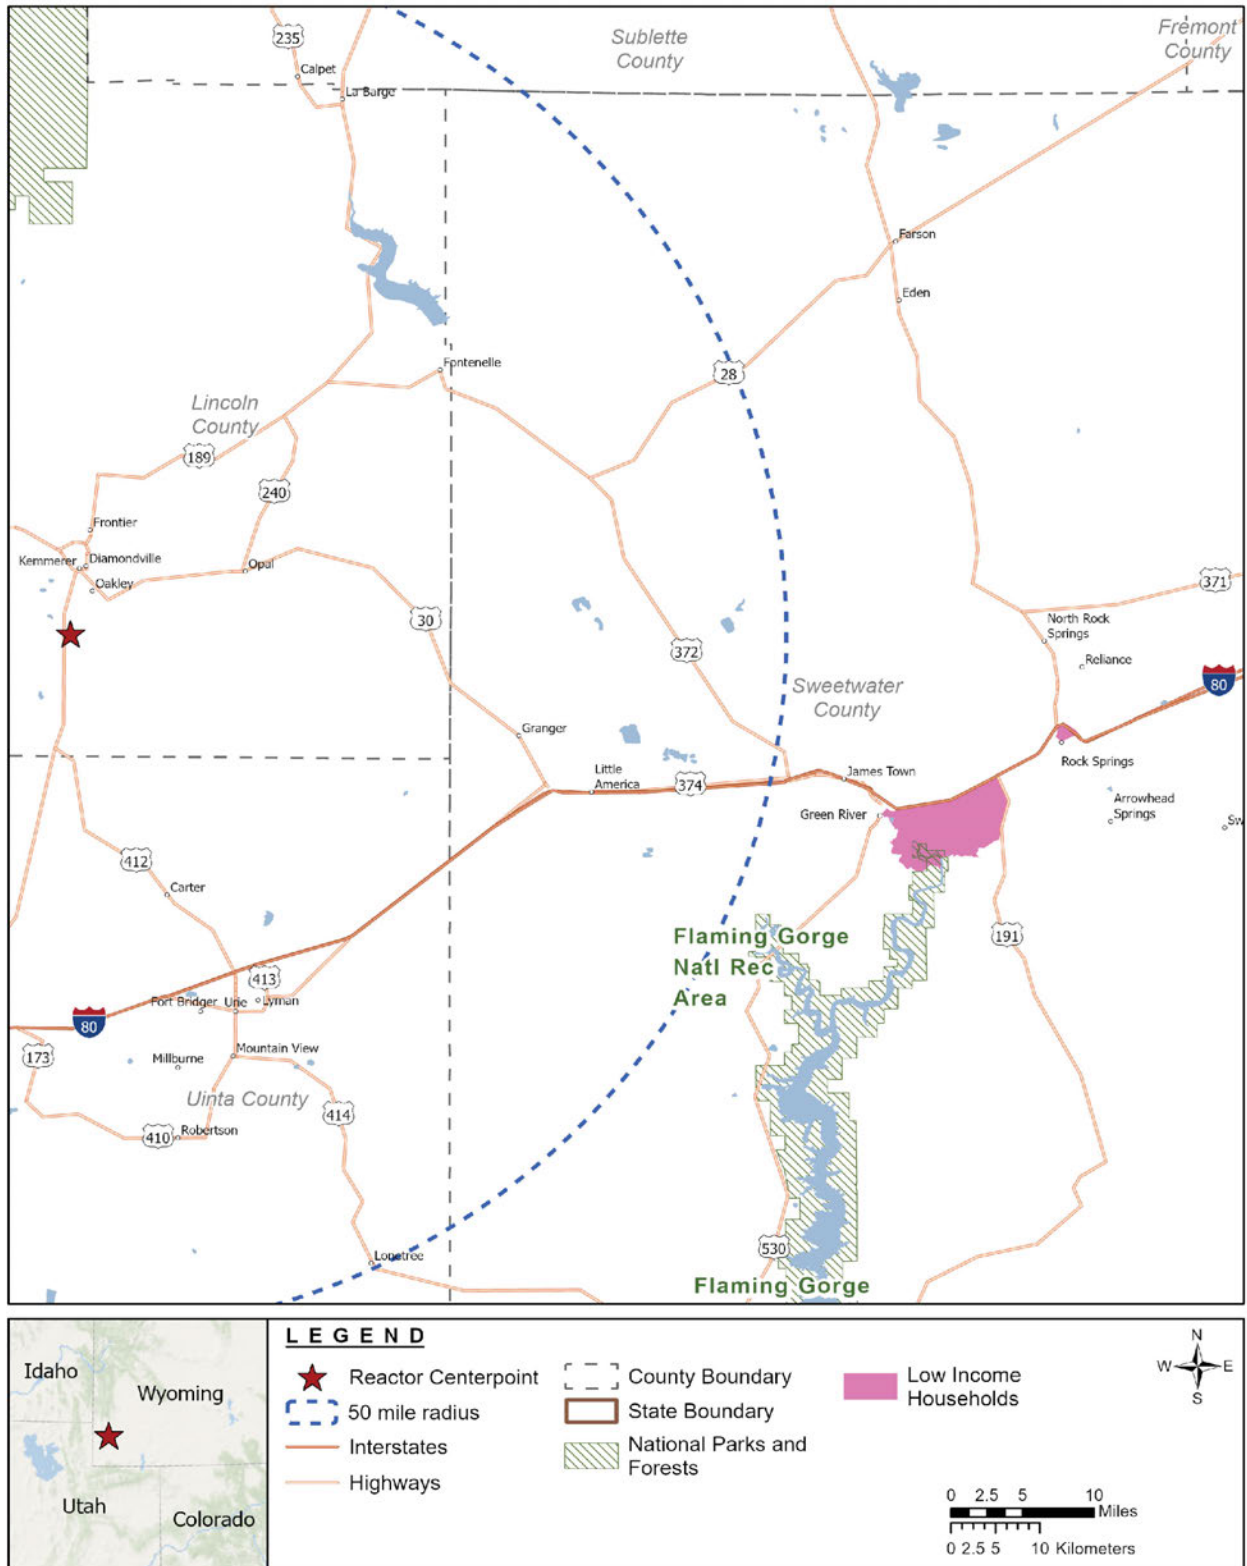 235
Calpet
La Barge
Sublette
County
Fremont
County
Farson
Eden
28
Fontenelle
Lincoln
County
189
240
Frontier
Kemmerer
Diamondville
Oakley
Opal
30
372
371
North Rock
Springs
Reliance
80
Sweetwater
County
Granger
Little
America
374
James Town
Rock Springs
Green River
Arrowhead
Springs
Sw
412
Carter
Flaming Gorge
Natl Rec
Area
191
413
Fort Bridger
Urie
Lyman
80
173
Millburne
Mountain View
Uinta County
414
410
Robertson
Lonetree
530
Flaming Gorge
Idaho
Wyoming
Utah
Colorado
LEGEND
Reactor Centerpoint
50 mile radius
Interstates
Highways
County Boundary
State Boundary
National Parks and
Forests
Low Income
Households
N
W
E
S
0 2.5 5 10
Miles
0 2.5 5 10 Kilometers